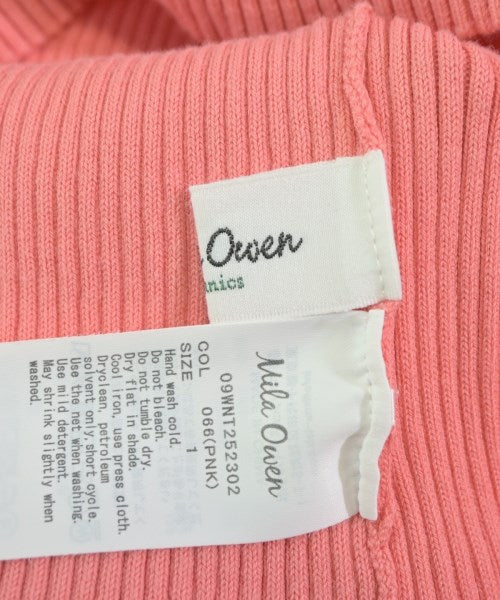 . Owen
nics
Mila Owen
09WNT252302
COL 066(PNK)
SIZE 1
Hand wash cold.
Do not bleach.
Do not tumble dry.
Dry flat in shade.
Cool iron, use press cloth.
Dryclean, petroleum
solvent only,short cycle.
Use the net when washing.
Use mild detergent.
May shrink slightly when
washed.